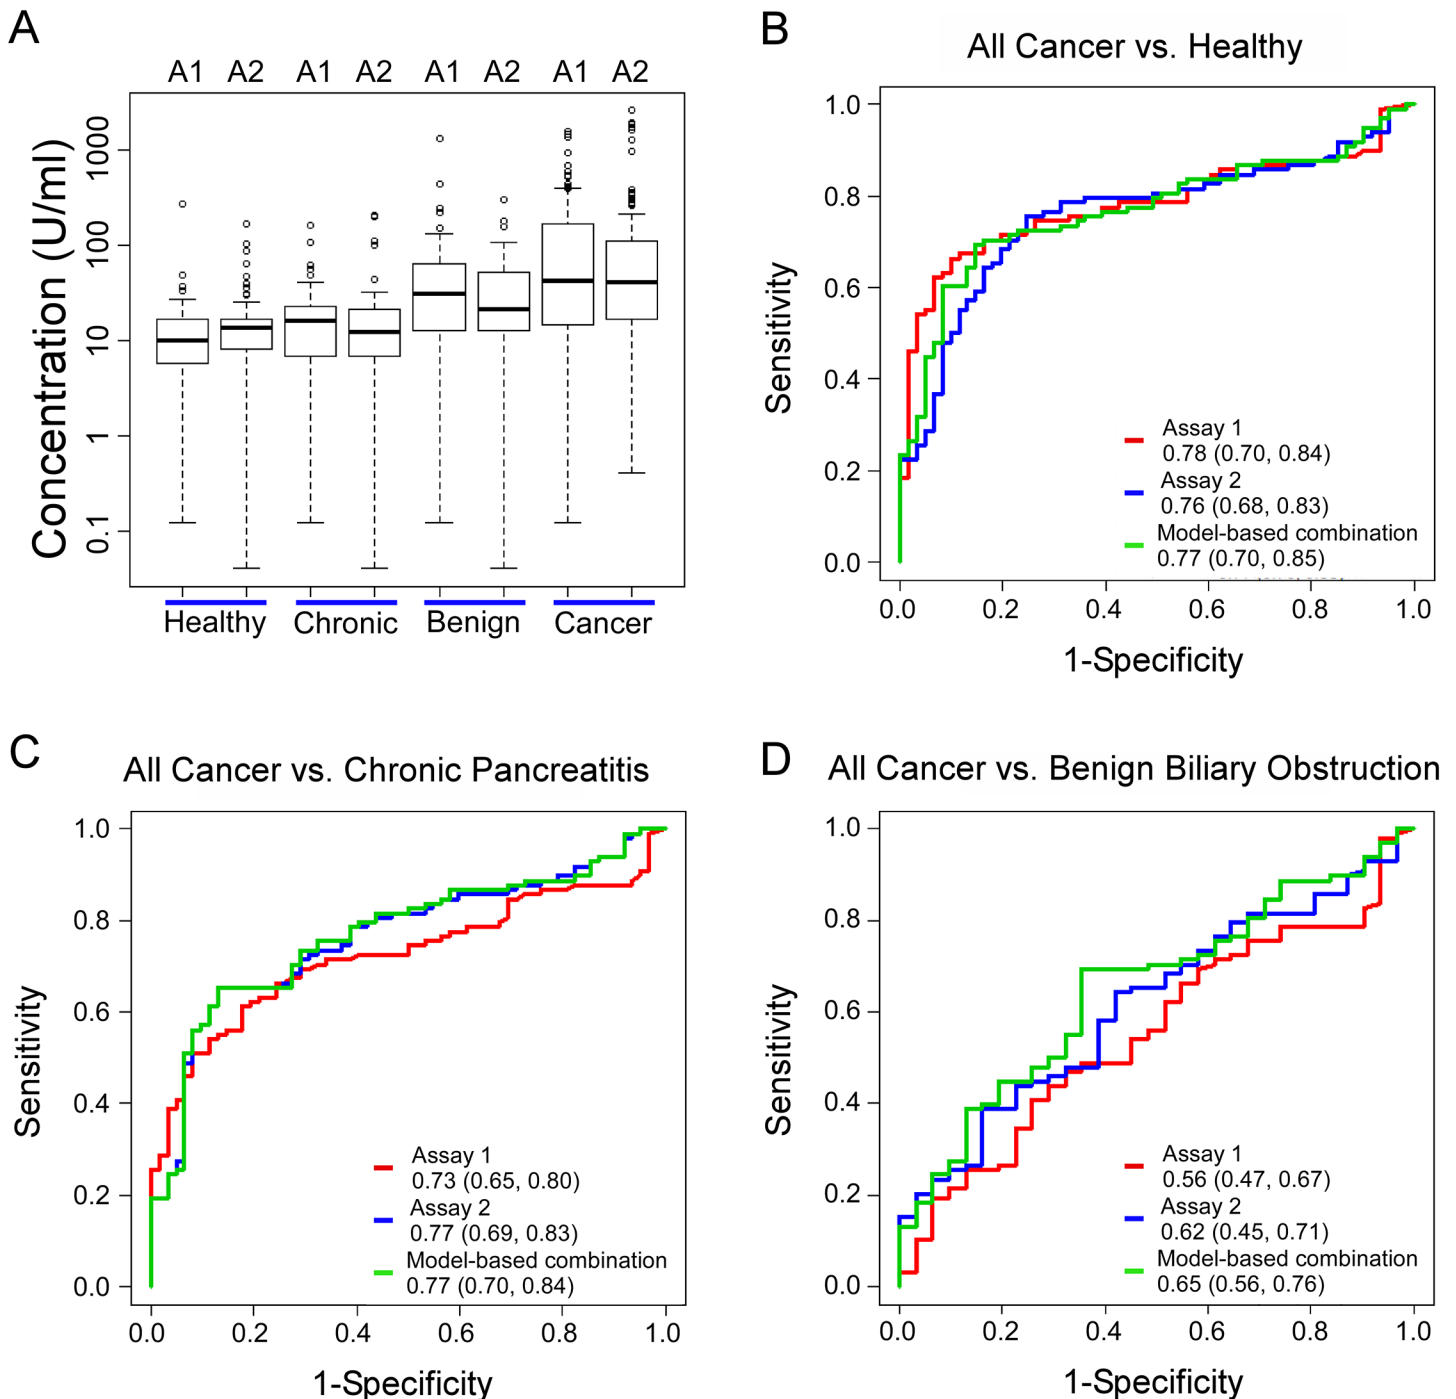 A
A1 A2 A1 A2 A1 A2 A1 A2
Concentration (U/ml)
1000
100
10
1
0.1
Healthy Chronic Benign Cancer
B
All Cancer vs. Healthy
Sensitivity
1.0
0.8
0.6
0.4
0.2
0.0
Assay 1
0.78 (0.70, 0.84)
Assay 2
0.76 (0.68, 0.83)
Model-based combination
0.77 (0.70, 0.85)
0.0 0.2 0.4 0.6 0.8 1.0
1-Specificity
C
All Cancer vs. Chronic Pancreatitis
Sensitivity
1.0
0.8
0.6
0.4
0.2
0.0
Assay 1
0.73 (0.65, 0.80)
Assay 2
0.77 (0.69, 0.83)
Model-based combination
0.77 (0.70, 0.84)
0.0 0.2 0.4 0.6 0.8 1.0
1-Specificity
D
All Cancer vs. Benign Biliary Obstruction
Sensitivity
1.0
0.8
0.6
0.4
0.2
0.0
Assay 1
0.56 (0.47, 0.67)
Assay 2
0.62 (0.45, 0.71)
Model-based combination
0.65 (0.56, 0.76)
0.0 0.2 0.4 0.6 0.8 1.0
1-Specificity